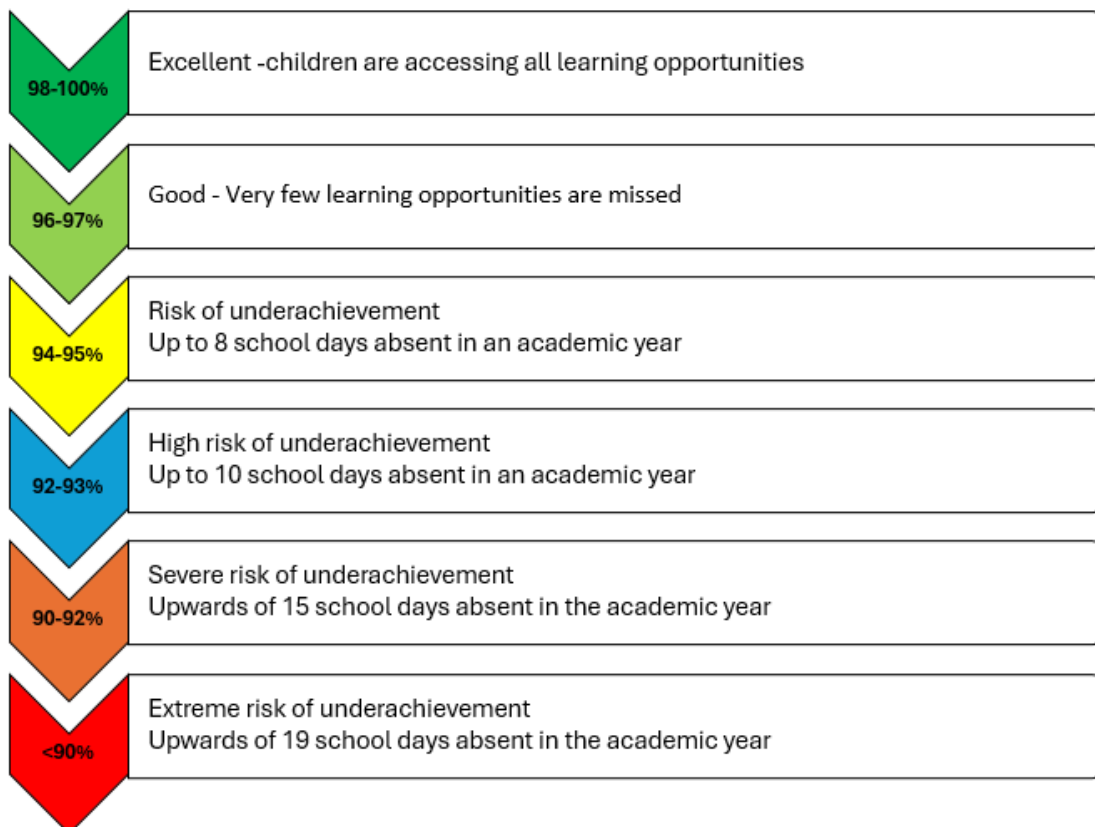 98-100%
Excellent -children are accessing all learning opportunities
96-97%
Good - Very few learning opportunities are missed
94-95%
Risk of underachievement
Up to 8 school days absent in an academic year
92-93%
High risk of underachievement
Up to 10 school days absent in an academic year
90-92%
Severe risk of underachievement
Upwards of 15 school days absent in the academic year
<90%
Extreme risk of underachievement
Upwards of 19 school days absent in the academic year